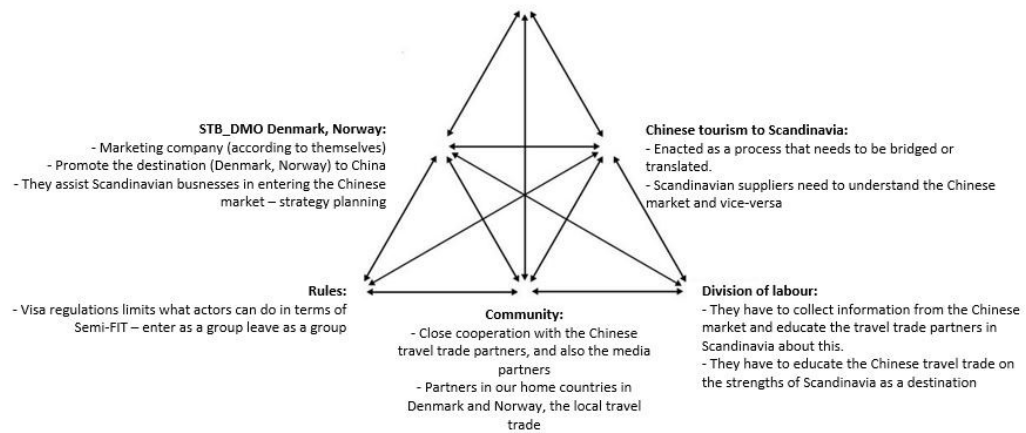 STB_DMO Denmark, Norway:
- Marketing company (according to themselves)
- Promote the destination (Denmark, Norway) to China
- They assist Scandinavian busnesses in entering the Chinese
market – strategy planning
Chinese tourism to Scandinavia:
- Enacted as a process that needs to be bridged or
translated.
- Scandinavian suppliers need to understand the Chinese
market and vice-versa
Rules:
- Visa regulations limits what actors can do in terms of
Semi-FIT – enter as a group leave as a group
Community:
- Close cooperation with the Chinese
travel trade partners, and also the media
partners
- Partners in our home countries in
Denmark and Norway, the local travel
trade
Division of labour:
- They have to collect information from the Chinese
market and educate the travel trade partners in
Scandinavia about this.
- They have to educate the Chinese travel trade on
the strengths of Scandinavia as a destination